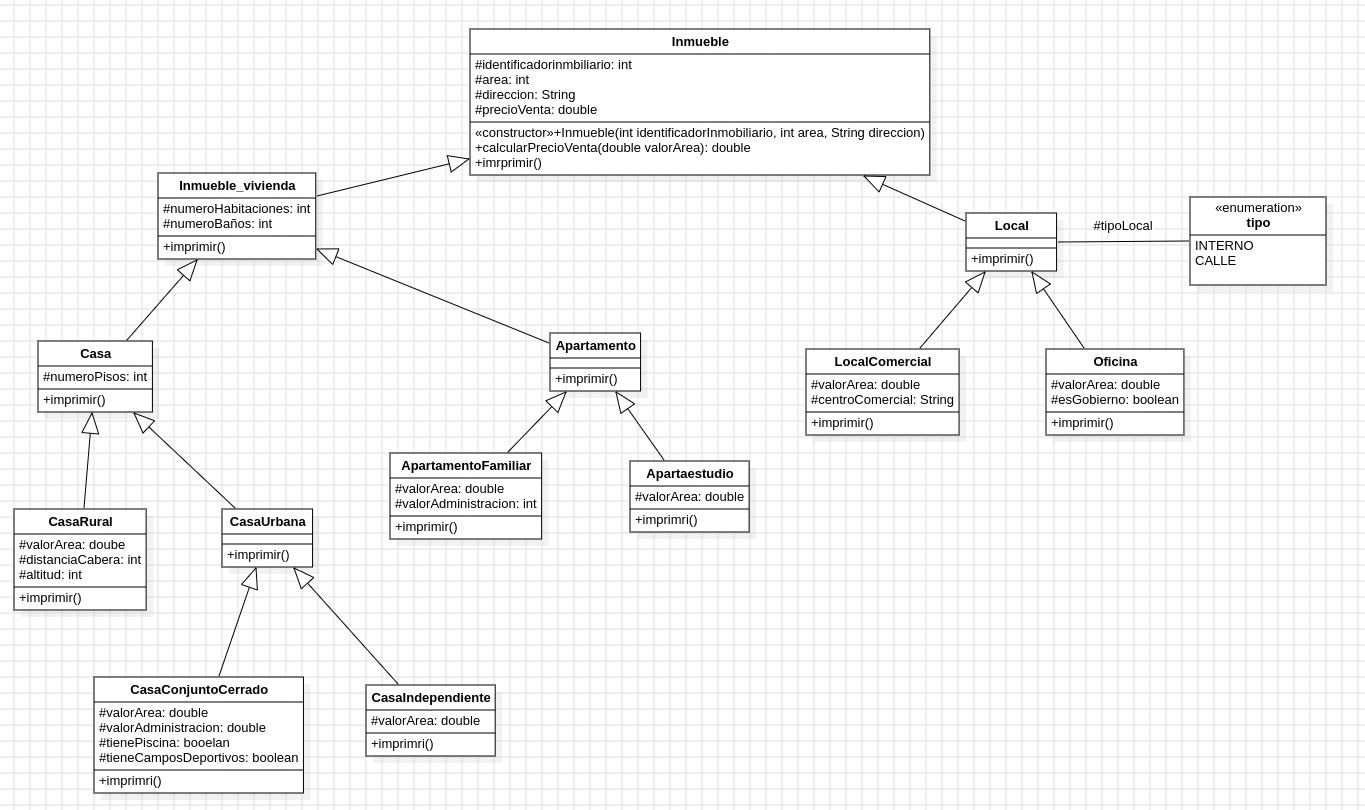 Inmueble
#identificadorinmbiliario: int
#area: int
#direccion: String
#precioVenta: double
«constructor»+Inmueble(int identificadorInmobiliario, int area, String direccion)
+calcularPrecioVenta(double valorArea): double
+imrprimir()
Inmueble_vivienda
#numeroHabitaciones: int
#numeroBaños: int
+imprimir()
Local
+imprimir()
#tipoLocal
«enumeration»
tipo
INTERNO
CALLE
Casa
#numeroPisos: int
+imprimir()
Apartamento
+imprimir()
LocalComercial
#valorArea: double
#centroComercial: String
+imprimir()
Oficina
#valorArea: double
#esGobierno: boolean
+imprimir()
ApartamentoFamiliar
#valorArea: double
#valorAdministracion: int
+imprimir()
Apartaestudio
#valorArea: double
+imprimri()
CasaRural
#valorArea: doube
#distanciaCabera: int
#altitud: int
+imprimir()
CasaUrbana
+imprimir()
CasaConjuntoCerrado
#valorArea: double
#valorAdministracion: double
#tienePiscina: booelan
#tieneCamposDeportivos: boolean
+imprimri()
CasaIndependiente
#valorArea: double
+imprimri()